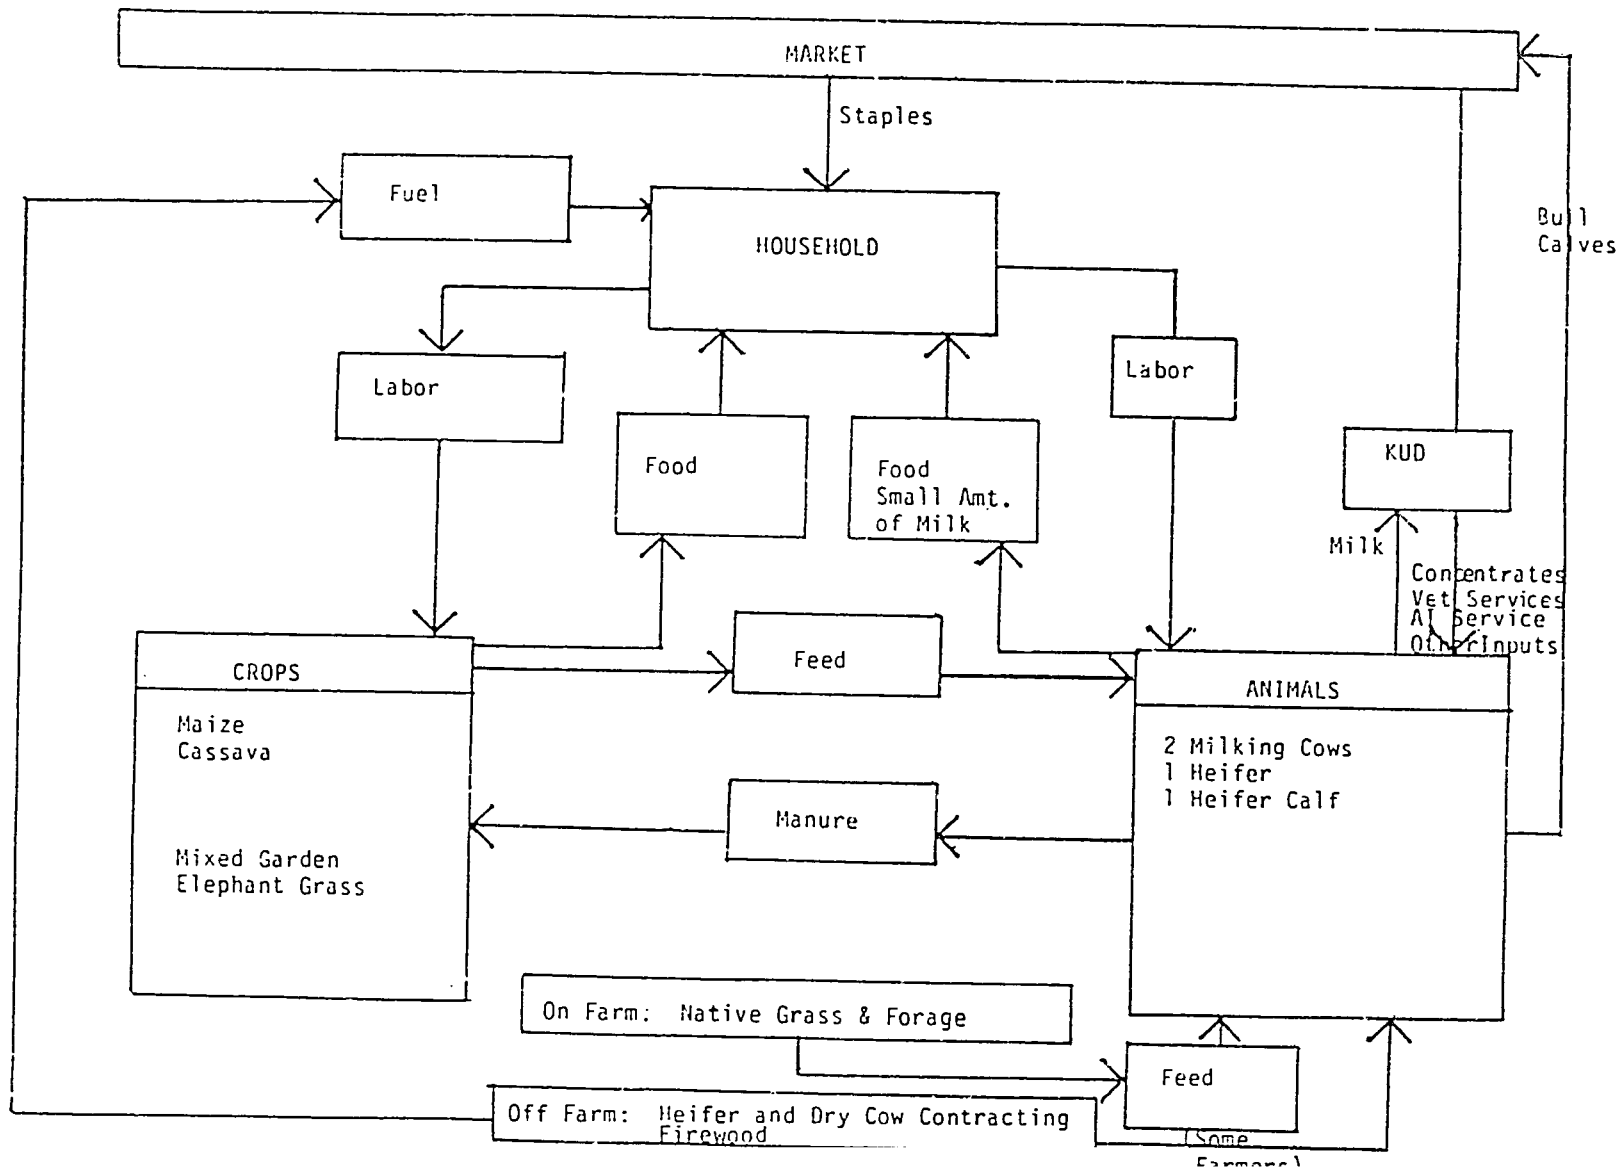 MARKET
Staples
Fuel
HOUSEHOLD
Bull
Calves
Labor
Labor
Food
Food
Small Amt.
of Milk
KUD
Milk
Concentrates
Vet Services
AI Service
Other Inputs
CROPS
Feed
ANIMALS
Maize
Cassava
2 Milking Cows
1 Heifer
1 Heifer Calf
Manure
Mixed Garden
Elephant Grass
On Farm: Native Grass & Forage
Feed
Off Farm: Heifer and Dry Cow Contracting
Firewood
(Some
Farmers)